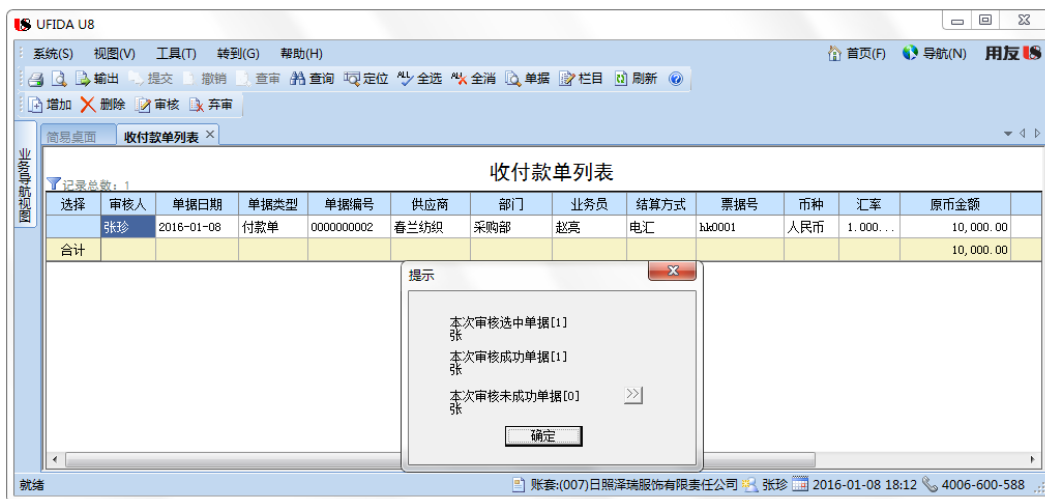 UFIDA U8
系统(S) 视图(V) 工具(T) 转到(G) 帮助(H) 首页(F) 导航(N) 用友
输出 提交 撤销 查审 查询 定位 全选 全消 单据 栏目 刷新
增加 删除 审核 弃审
简易桌面 收付款单列表
业务导航视图
收付款单列表
记录总数: 1
选择 审核人 单据日期 单据类型 单据编号 供应商 部门 业务员 结算方式 票据号 币种 汇率 原币金额
张珍 2016-01-08 付款单 0000000002 春兰纺织 采购部 赵亮 电汇 hk0001 人民币 1.000... 10,000.00
合计 10,000.00
提示
本次审核选中单据[1]
张
本次审核成功单据[1]
张
本次审核未成功单据[0] >>
张
确定
就绪 账套:(007)日照泽瑞服饰有限责任公司 张珍 2016-01-08 18:12 4006-600-588